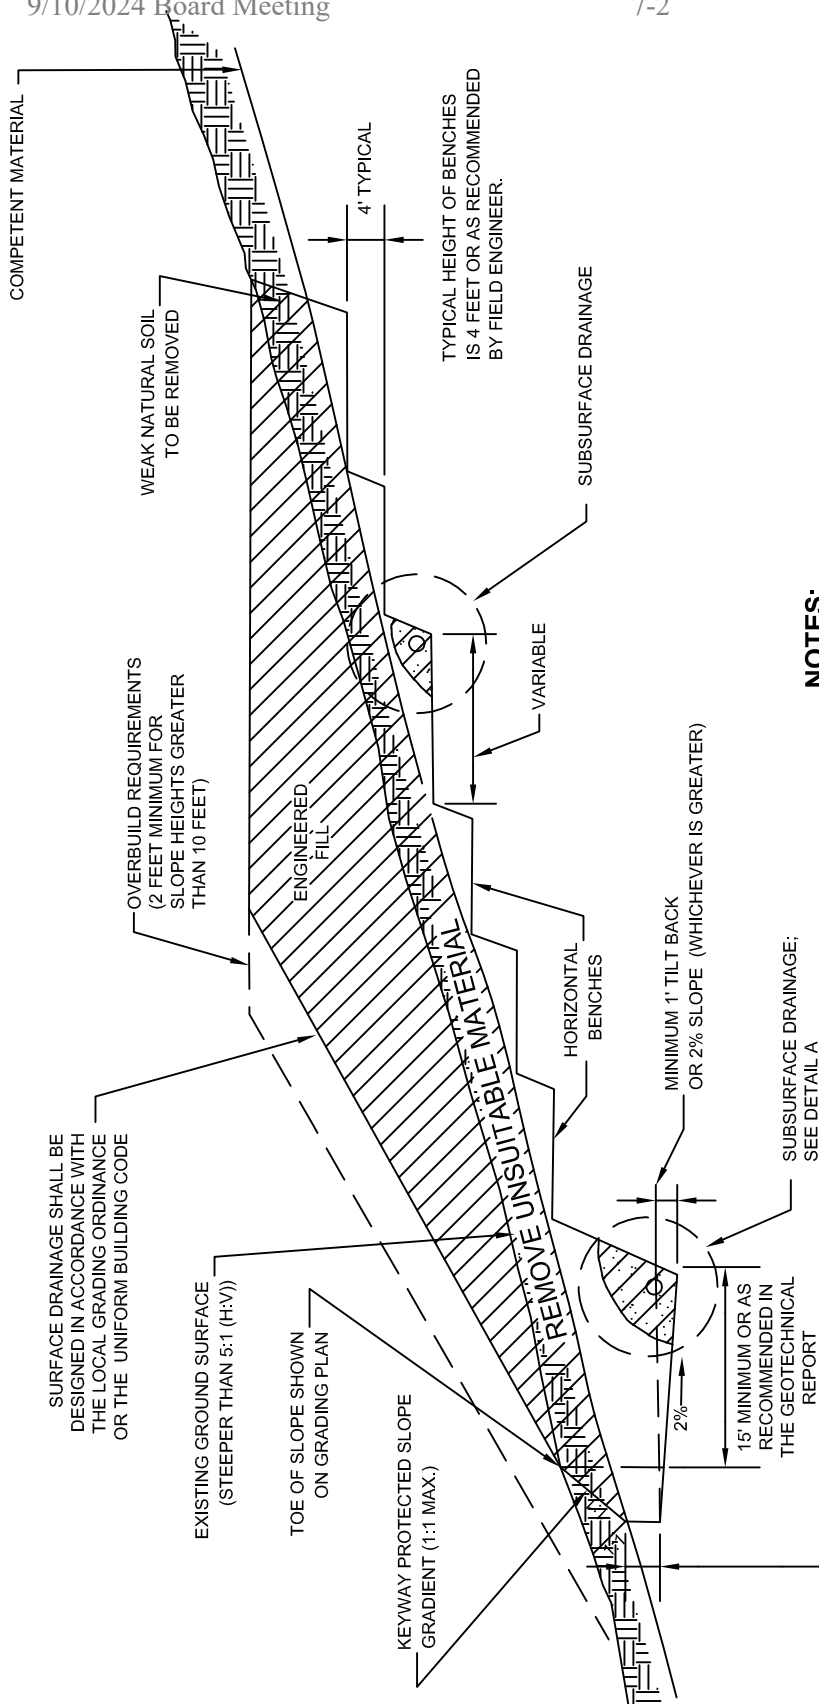 9/10/2024 Board Meeting
7-2
COMPETENT MATERIAL
WEAK NATURAL SOIL
TO BE REMOVED
4' TYPICAL
TYPICAL HEIGHT OF BENCHES
IS 4 FEET OR AS RECOMMENDED
BY FIELD ENGINEER.
SUBSURFACE DRAINAGE
OVERBUILD REQUIREMENTS
(2 FEET MINIMUM FOR
SLOPE HEIGHTS GREATER
THAN 10 FEET)
ENGINEERED
FILL
VARIABLE
NOTES:
SURFACE DRAINAGE SHALL BE
DESIGNED IN ACCORDANCE WITH
THE LOCAL GRADING ORDINANCE
OR THE UNIFORM BUILDING CODE
REMOVE UNSUITABLE MATERIAL
HORIZONTAL
BENCHES
MINIMUM 1' TILT BACK
OR 2% SLOPE (WHICHEVER IS GREATER)
SUBSURFACE DRAINAGE;
SEE DETAIL A
EXISTING GROUND SURFACE
(STEEPER THAN 5:1 (H:V))
TOE OF SLOPE SHOWN
ON GRADING PLAN
KEYWAY PROTECTED SLOPE
GRADIENT (1:1 MAX.)
2%
15' MINIMUM OR AS
RECOMMENDED IN
THE GEOTECHNICAL
REPORT